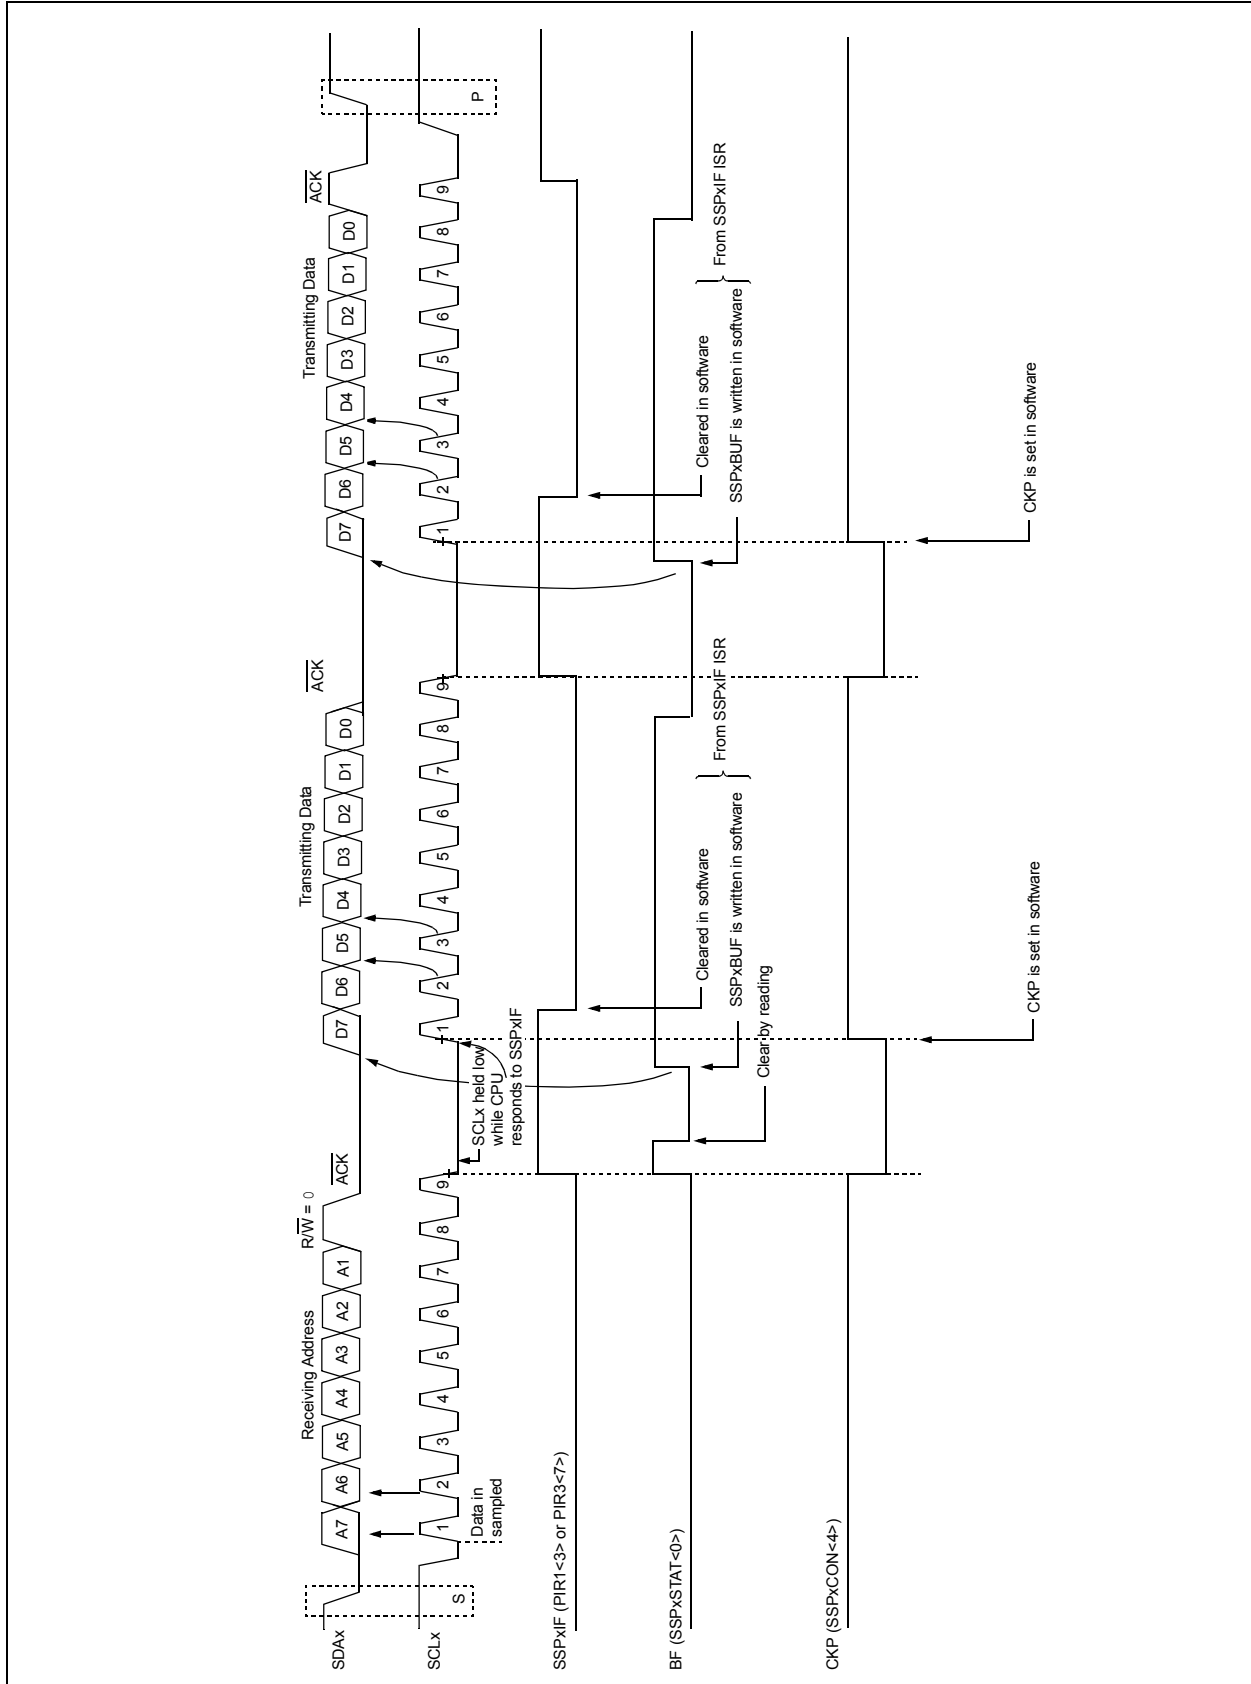 Receiving Address
R/W = 0
ACK
Transmitting Data
ACK
Transmitting Data
ACK
SDAx
A7 A6 A5 A4 A3 A2 A1
D7 D6 D5 D4 D3 D2 D1 D0
D7 D6 D5 D4 D3 D2 D1 D0
SCLx
S
1 2 3 4 5 6 7 8 9
1 2 3 4 5 6 7 8 9
1 2 3 4 5 6 7 8 9
P
Data in
sampled
SCLx held low
while CPU
responds to SSPxIF
SSPxIF (PIR1<3> or PIR3<7>)
BF (SSPxSTAT<0>)
Cleared in software
From SSPxIF ISR
SSPxBUF is written in software
Clear by reading
Cleared in software
From SSPxIF ISR
SSPxBUF is written in software
CKP (SSPxCON<4>)
CKP is set in software
CKP is set in software